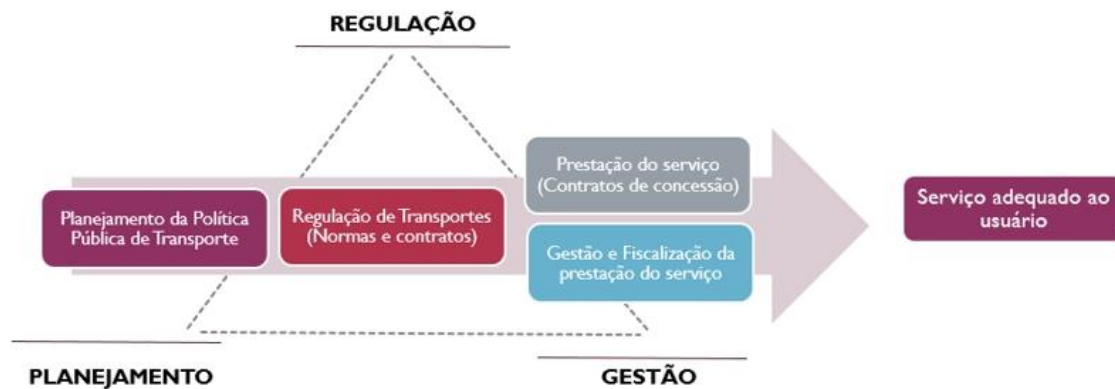 REGULAÇÃO
Planejamento da Política
Pública de Transporte
Regulação de Transportes
(Normas e contratos)
Prestação do serviço
(Contratos de concessão)
Gestão e Fiscalização da
prestação do serviço
Serviço adequado ao
usuário
PLANEJAMENTO
GESTÃO